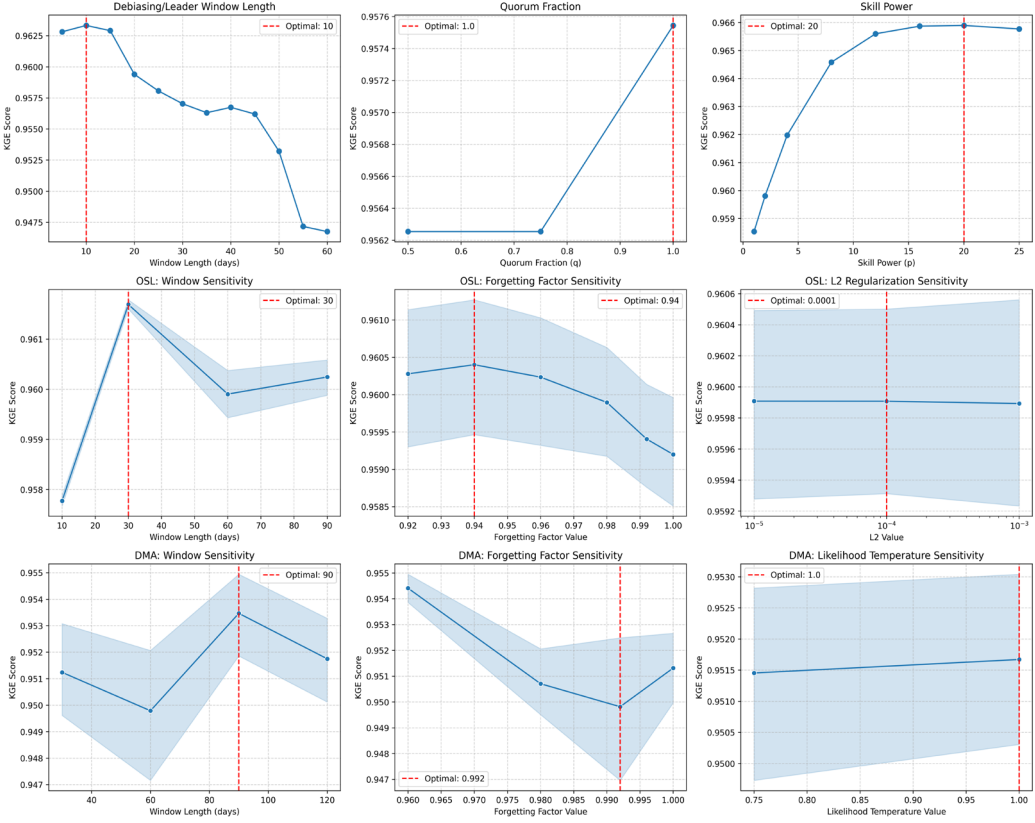 Debiasing/Leader Window Length
Optimal: 10
KGE Score
0.9625
0.9600
0.9575
0.9550
0.9525
0.9500
0.9475
0 10 20 30 40 50 60
Window Length (days)
Quorum Fraction
Optimal: 1.0
KGE Score
0.9576
0.9574
0.9572
0.9570
0.9568
0.9566
0.9564
0.9562
0.5 0.6 0.7 0.8 0.9 1.0
Quorum Fraction (q)
Skill Power
Optimal: 20
KGE Score
0.966
0.965
0.964
0.963
0.962
0.961
0.960
0.959
0 5 10 15 20 25
Skill Power (p)
OSL: Window Sensitivity
Optimal: 30
KGE Score
0.961
0.960
0.959
0.958
10 20 30 40 50 60 70 80 90
Window Length (days)
OSL: Forgetting Factor Sensitivity
Optimal: 0.94
KGE Score
0.9610
0.9605
0.9600
0.9595
0.9590
0.9585
0.92 0.93 0.94 0.95 0.96 0.97 0.98 0.99 1.00
Forgetting Factor Value
OSL: L2 Regularization Sensitivity
Optimal: 0.0001
KGE Score
0.9606
0.9604
0.9602
0.9600
0.9598
0.9596
0.9594
0.9592
10⁻⁵ 10⁻⁴ 10⁻³
L2 Value
DMA: Window Sensitivity
Optimal: 90
KGE Score
0.955
0.954
0.953
0.952
0.951
0.950
0.949
0.948
0.947
40 60 80 100 120
Window Length (days)
DMA: Forgetting Factor Sensitivity
Optimal: 0.992
KGE Score
0.955
0.954
0.953
0.952
0.951
0.950
0.949
0.948
0.947
0.960 0.965 0.970 0.975 0.980 0.985 0.990 0.995 1.000
Forgetting Factor Value
DMA: Likelihood Temperature Sensitivity
Optimal: 1.0
KGE Score
0.9530
0.9525
0.9520
0.9515
0.9510
0.9505
0.9500
0.75 0.80 0.85 0.90 0.95 1.00
Likelihood Temperature Value